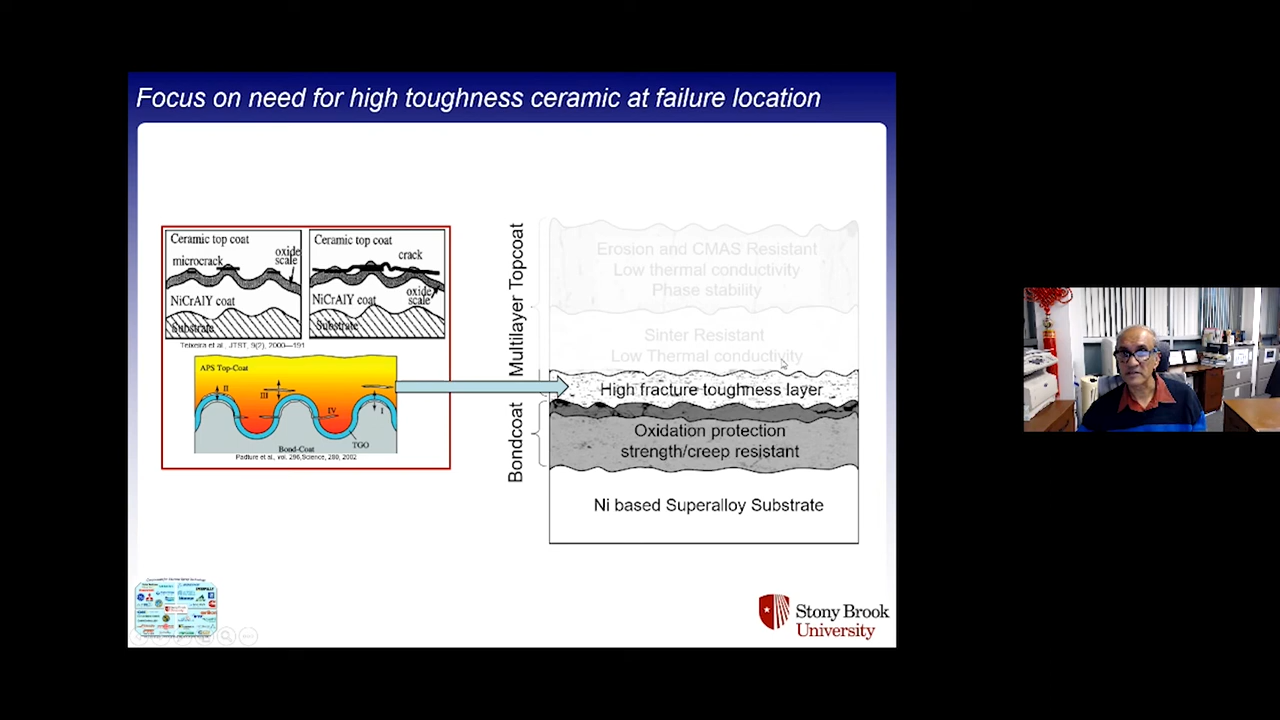 Focus on need for high toughness ceramic at failure location
Ceramic top coat
microcrack
oxide
scale
NiCrAlY coat
Substrate
Ceramic top coat
crack
NiCrAlY coat
oxide
scale
Substrate
Teixeira et al., JTST, 9(2), 2000—191
APS Top-Coat
II
III
IV
I
TGO
Bond-Coat
Padture et al., vol. 296,Science, 280, 2002
Multilayer Topcoat
Bondcoat
Erosion and CMAS Resistant
Low thermal conductivity
Phase stability
Sinter Resistant
Low Thermal conductivity
High fracture toughness layer
Oxidation protection
strength/creep resistant
Ni based Superalloy Substrate
Stony Brook
University